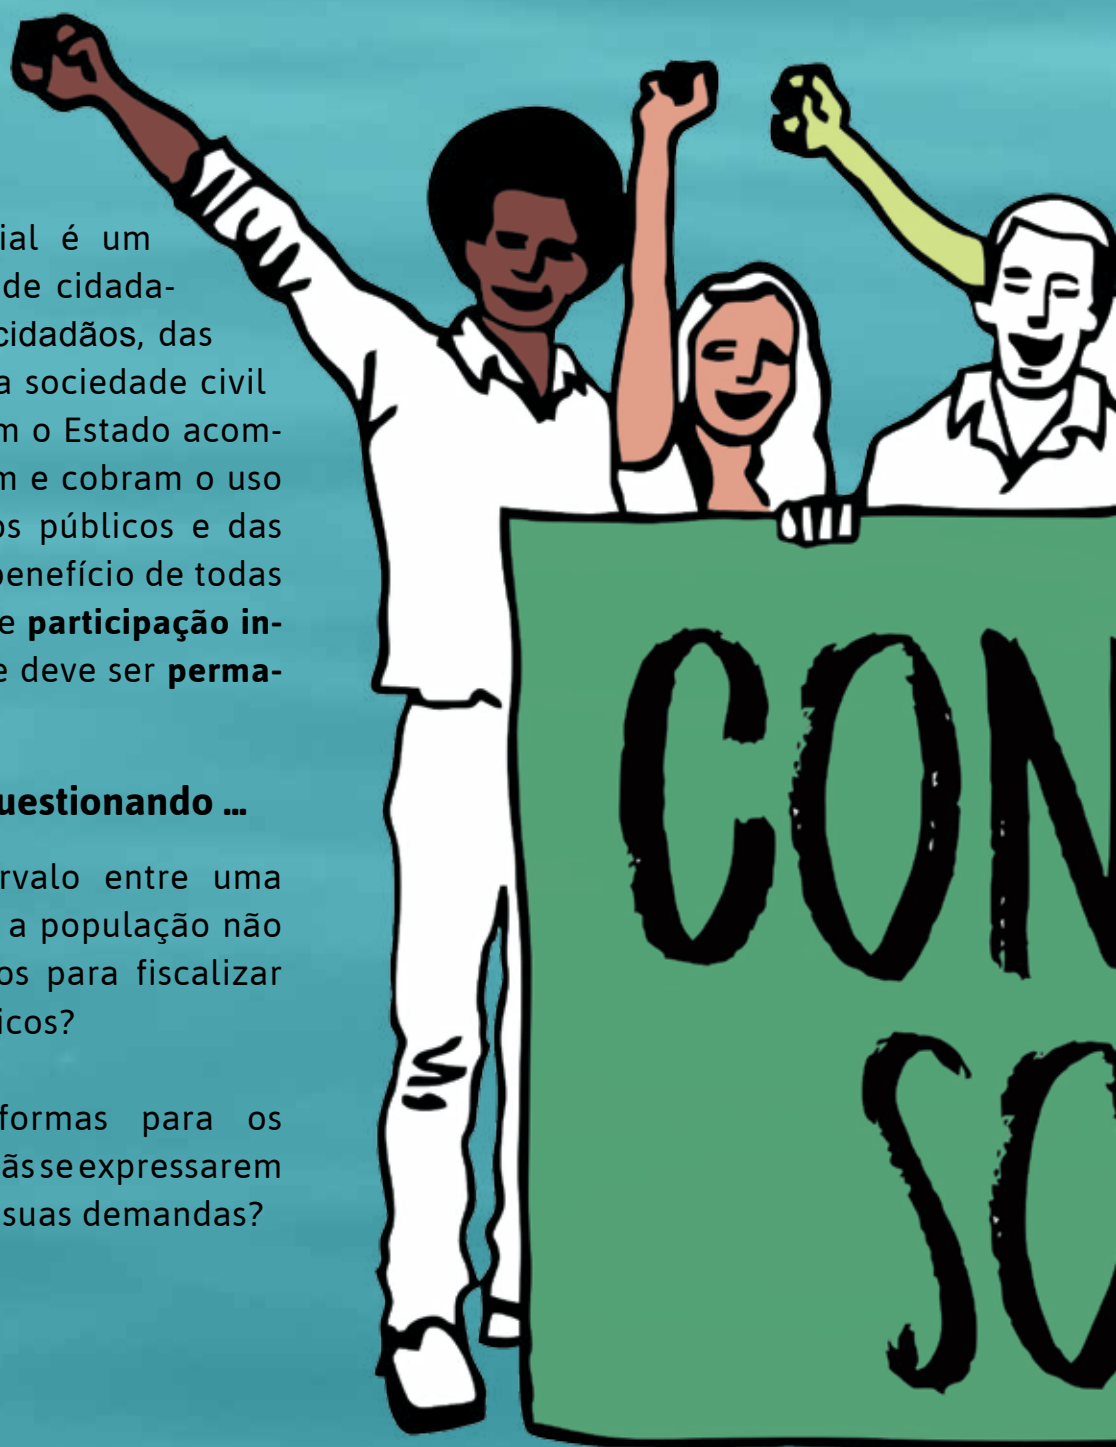 ial é um
de cidada-
cidadãos, das
a sociedade civil
m o Estado acom-
m e cobram o uso
os públicos e das
benefício de todas
e participação in-
e deve ser perma-
uestionando ...
rvalo entre uma
a população não
os para fiscalizar
icos?
formas para os
ãs se expressarem
suas demandas?
CON
SO